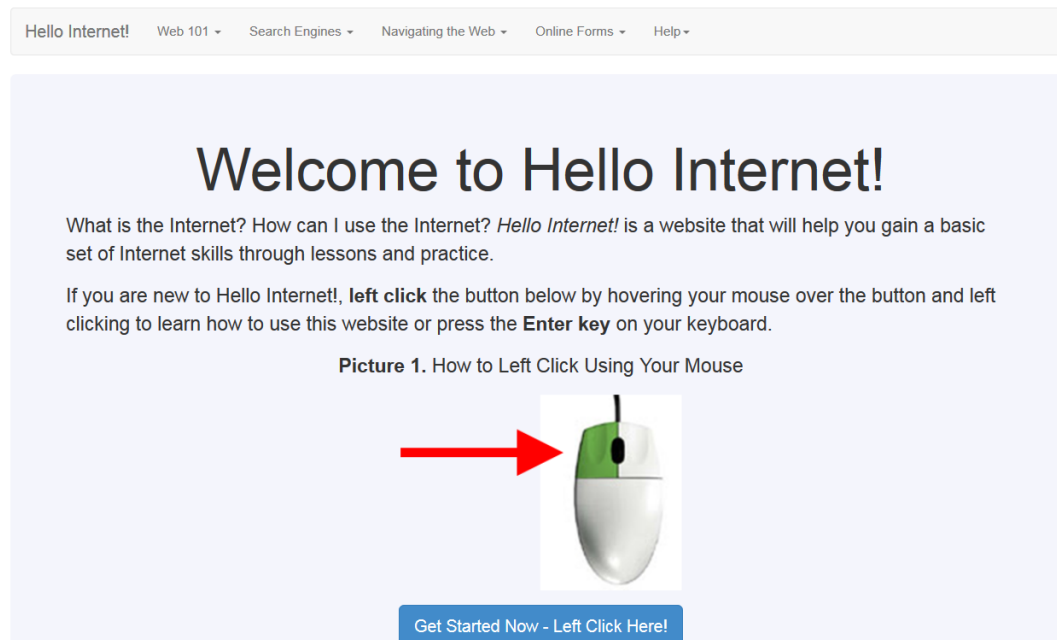 Hello Internet! Web 101 Search Engines Navigating the Web Online Forms Help
Welcome to Hello Internet!
What is the Internet? How can I use the Internet? Hello Internet! is a website that will help you gain a basic
set of Internet skills through lessons and practice.
If you are new to Hello Internet!, left click the button below by hovering your mouse over the button and left
clicking to learn how to use this website or press the Enter key on your keyboard.
Picture 1. How to Left Click Using Your Mouse
Get Started Now - Left Click Here!